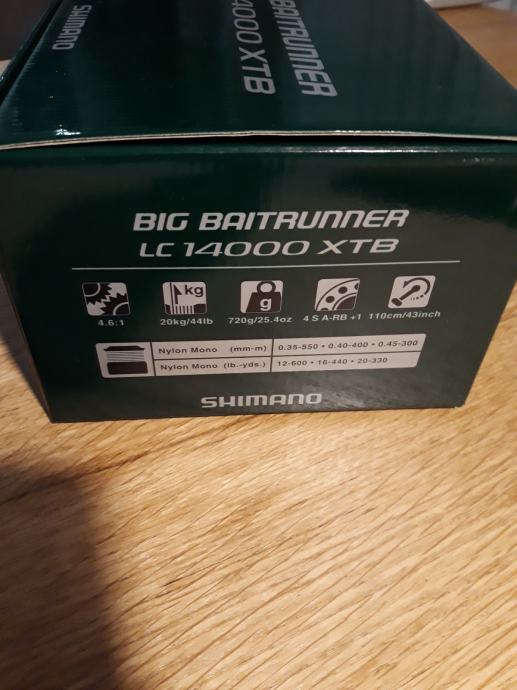 SHIMANO
BAITRUNNER
14000 XTB
BIG BAITRUNNER
LC 14000 XTB
kg
g
4.6:1
20kg/44lb
720g/25.4oz
4 S A-RB +1
110cm/43inch
Nylon Mono (mm-m) 0.35-550 • 0.40-400 • 0.45-300
Nylon Mono (lb.-yds.) 12-600 • 16-440 • 20-330
SHIMANO